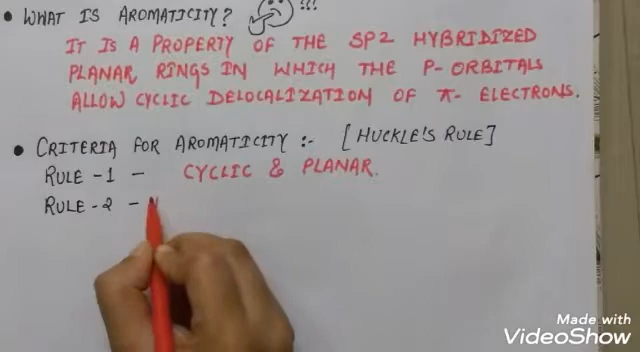 • WHAT IS AROMATICITY? !!!
IT IS A PROPERTY OF THE SP2 HYBRIDIZED
PLANAR RINGS IN WHICH THE P-ORBITALS
ALLOW CYCLIC DELOCALIZATION OF π- ELECTRONS.
• CRITERIA FOR AROMATICITY :- [HUCKLE'S RULE]
RULE -1 - CYCLIC & PLANAR.
RULE -2 -
Made with
VideoShow